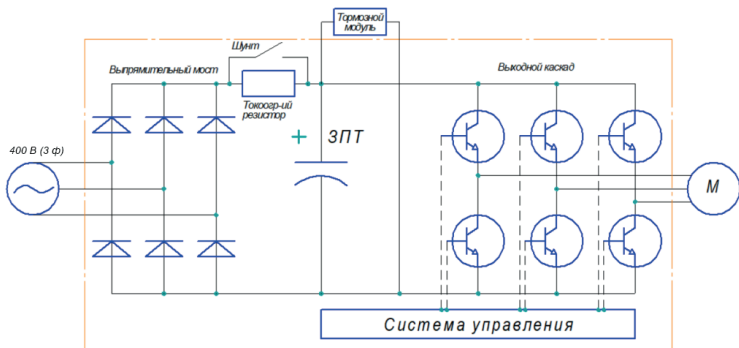 Тормозной
модуль
Шунт
Выпрямительный мост
Выходной каскад
Токоогр-ий
резистор
+ ЗПТ
400 В (3 ф)
М
Система управления